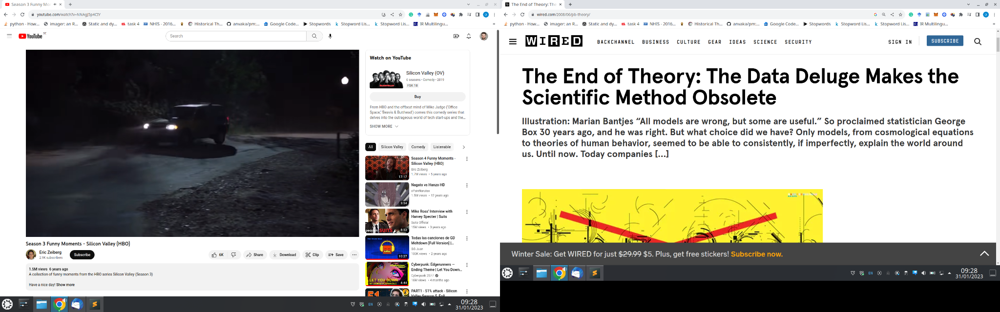 Season 3 Funny Mo
youtube.com/watch?v=NNAgJ5p4CIY
python - How...
imager: an R...
Static and dy...
task 4
NHIS - 2016...
Historical Th...
anvaka/pm:...
Google Code...
Stopwords
Stopword Lis...
Stopword Lis...
IR Multilingu...
YouTube
Search
Watch on YouTube
Silicon Valley (OV)
6 seasons • Comedy • 2019
FSK 18
Buy
From HBO and the offbeat mind of Mike Judge ('Office
Space,' 'Beavis & Butthead') comes this comedy series that
delves into the outrageous world of tech start-ups and the...
SHOW MORE
All
Silicon Valley
Comedy
Listenable
Season 4 Funny Moments -
Silicon Valley (HBO)
Eric Zeiberg
1.7M views • 5 years ago
17:17
Nagato vs Hanzo HD
xPainNarutox
1.5M views • 12 years ago
3:54
Mike Ross' Interview with
Harvey Specter | Suits
Suits Official
15M views • 3 years ago
peacock SUITS
8:53
Todas las canciones de GD
Meltdown [Full Version] |...
GG Juan
100K views • 2 years ago
10:27
Cyberpunk: Edgerunners —
Ending Theme | Let You Down...
Cyberpunk 2077
16M views • 4 months ago
LET YOU DOWN
BY DAWID PODSIADŁO
4:44
PART1 - 51% attack - Silicon
Valley Season 5, Ep8
Season 3 Funny Moments - Silicon Valley (HBO)
Eric Zeiberg
2.9K subscribers
Subscribe
6K
Share
Download
Clip
Save
1.5M views 6 years ago
A collection of funny moments from the HBO series Silicon Valley (Season 3)
Have a nice day! Show more
EN
09:28
31/01/2023
The End of Theory: The
wired.com/2008/06/pb-theory/
python - How...
imager: an R...
Static and dy...
task 4
NHIS - 2016...
Historical Th...
anvaka/pm:...
Google Code...
Stopwords
Stopword Lis...
Stopword Lis...
IR Multilingu...
WIRED
BACKCHANNEL
BUSINESS
CULTURE
GEAR
IDEAS
SCIENCE
SECURITY
SIGN IN
SUBSCRIBE
The End of Theory: The Data Deluge Makes the
Scientific Method Obsolete
Illustration: Marian Bantjes “All models are wrong, but some are useful.” So proclaimed statistician George
Box 30 years ago, and he was right. But what choice did we have? Only models, from cosmological equations
to theories of human behavior, seemed to be able to consistently, if imperfectly, explain the world around
us. Until now. Today companies [...]
Winter Sale: Get WIRED for just $29.99 $5. Plus, get free stickers! Subscribe now.
EN
09:28
31/01/2023